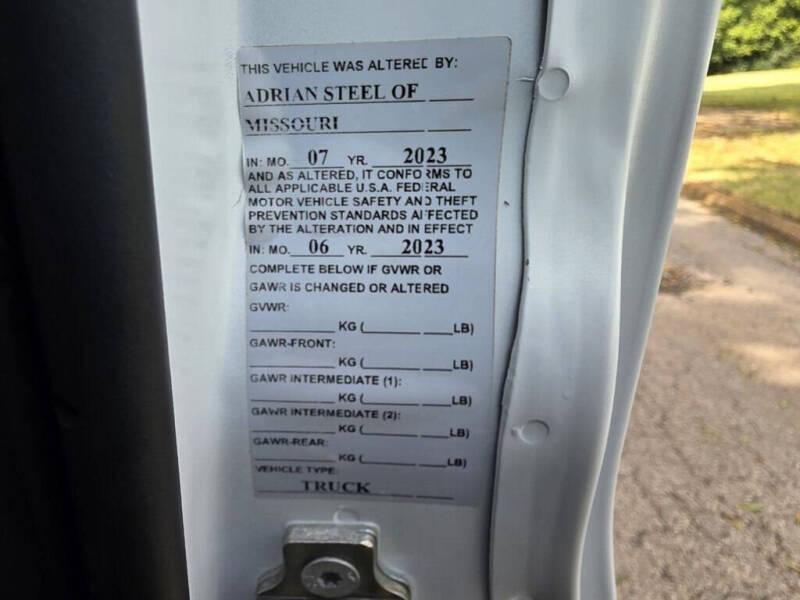 THIS VEHICLE WAS ALTERED BY:
ADRIAN STEEL OF
MISSOURI
IN: MO. 07 YR. 2023
AND AS ALTERED, IT CONFORMS TO
ALL APPLICABLE U.S.A. FEDERAL
MOTOR VEHICLE SAFETY AND THEFT
PREVENTION STANDARDS AFFECTED
BY THE ALTERATION AND IN EFFECT
IN: MO. 06 YR. 2023
COMPLETE BELOW IF GVWR OR
GAWR IS CHANGED OR ALTERED
GVWR:
KG ( LB)
GAWR-FRONT:
KG ( LB)
GAWR INTERMEDIATE (1):
KG ( LB)
GAWR INTERMEDIATE (2):
KG ( LB)
GAWR-REAR:
KG ( LB)
VEHICLE TYPE:
TRUCK